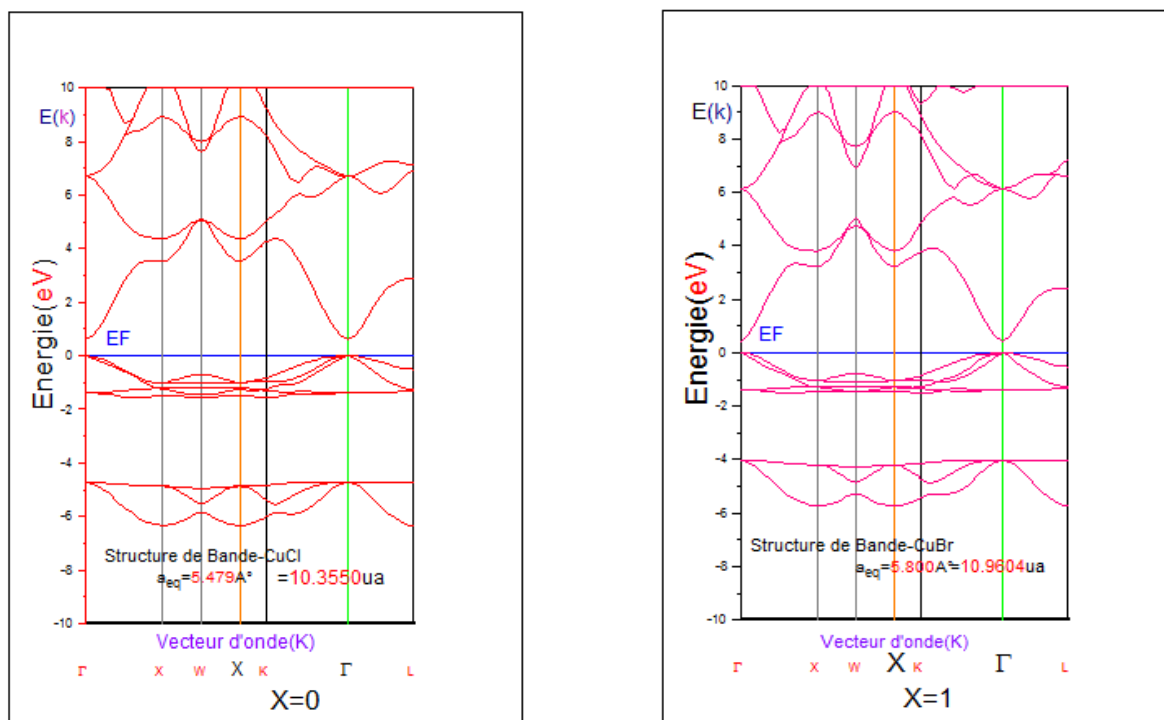 10
E(k)
8
6
4
2
EF
0
-2
-4
-6
-8
-10
Energie(eV)
Structure de Bande-CuCl
aeq=5.479A° =10.3550ua
Vecteur d'onde(K)
Γ X W X K Γ L
X=0
10
E(k)
8
6
4
2
EF
0
-2
-4
-6
-8
-10
Energie(eV)
Structure de Bande-CuBr
aeq=5.800A°=10.9604ua
Vecteur d'onde(K)
Γ X W X K Γ L
X=1